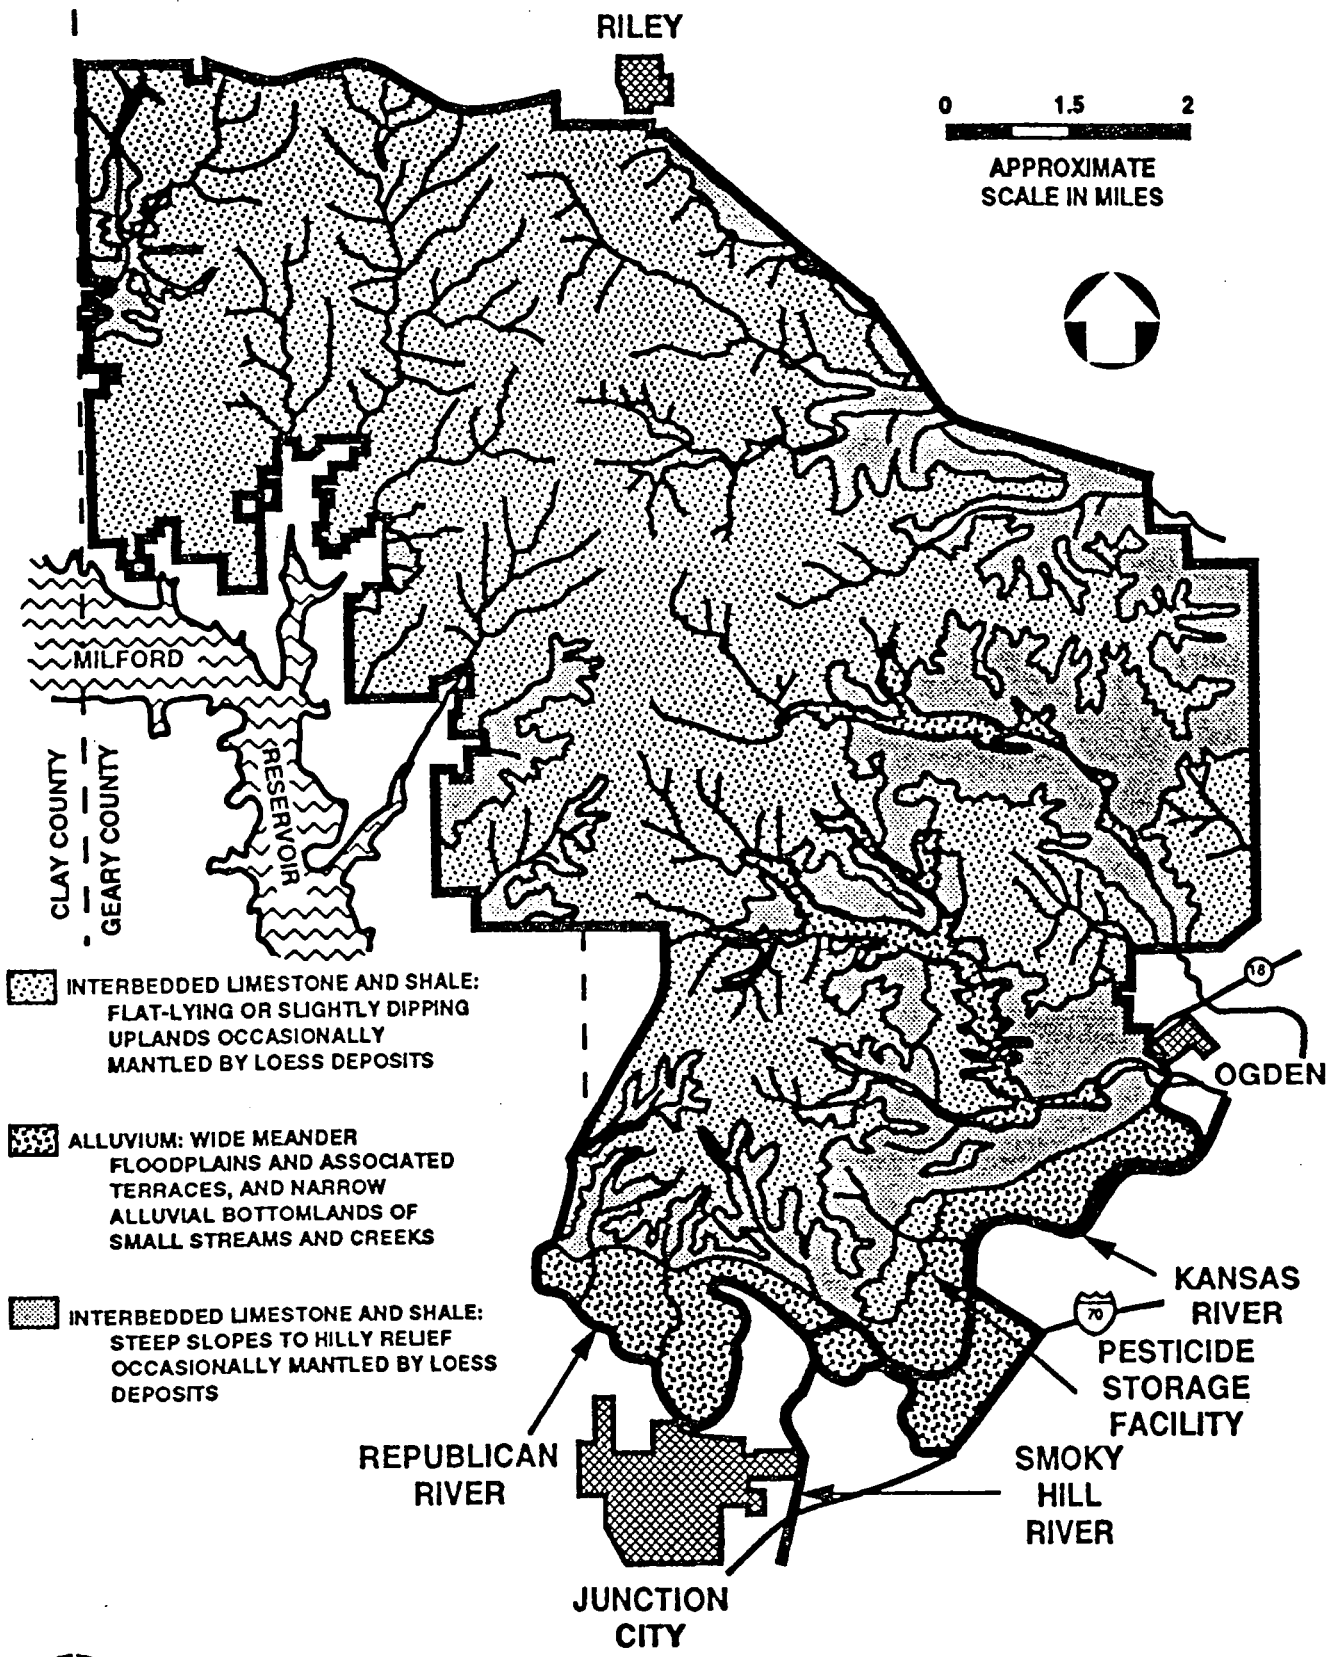 RILEY
0 1.5 2
APPROXIMATE
SCALE IN MILES
MILFORD
RESERVOIR
CLAY COUNTY
GEARY COUNTY
INTERBEDDED LIMESTONE AND SHALE:
FLAT-LYING OR SLIGHTLY DIPPING
UPLANDS OCCASIONALLY
MANTLED BY LOESS DEPOSITS
18
OGDEN
ALLUVIUM: WIDE MEANDER
FLOODPLAINS AND ASSOCIATED
TERRACES, AND NARROW
ALLUVIAL BOTTOMLANDS OF
SMALL STREAMS AND CREEKS
KANSAS
RIVER
70
INTERBEDDED LIMESTONE AND SHALE:
STEEP SLOPES TO HILLY RELIEF
OCCASIONALLY MANTLED BY LOESS
DEPOSITS
PESTICIDE
STORAGE
FACILITY
REPUBLICAN
RIVER
SMOKY
HILL
RIVER
JUNCTION
CITY